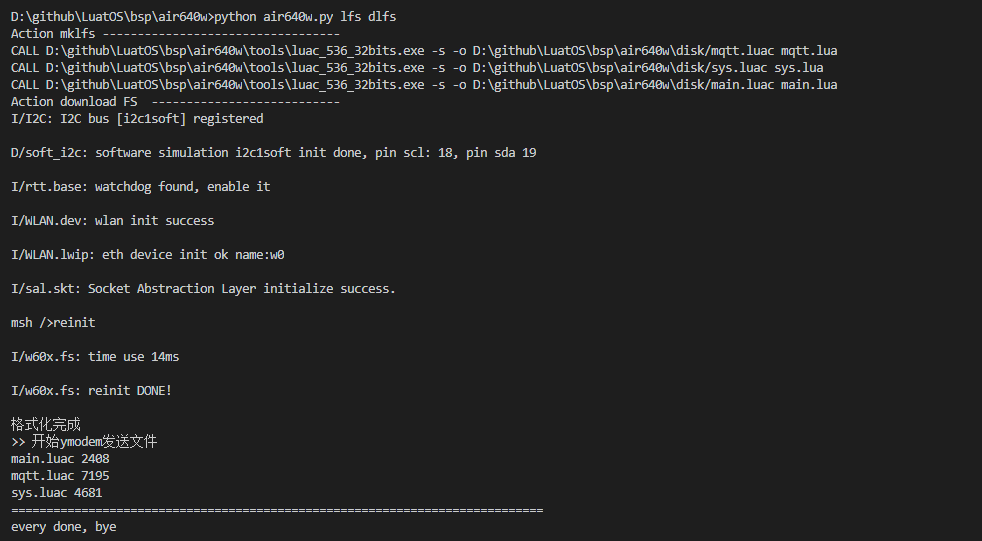 D:\github\LuatOS\bsp\air640w>python air640w.py lfs dlfs
Action mklfs ----------------------------------
CALL D:\github\LuatOS\bsp\air640w\tools\luac_536_32bits.exe -s -o D:\github\LuatOS\bsp\air640w\disk/mqtt.luac mqtt.lua
CALL D:\github\LuatOS\bsp\air640w\tools\luac_536_32bits.exe -s -o D:\github\LuatOS\bsp\air640w\disk/sys.luac sys.lua
CALL D:\github\LuatOS\bsp\air640w\tools\luac_536_32bits.exe -s -o D:\github\LuatOS\bsp\air640w\disk/main.luac main.lua
Action download FS  ---------------------------
I/I2C: I2C bus [i2c1soft] registered
D/soft_i2c: software simulation i2c1soft init done, pin scl: 18, pin sda 19
I/rtt.base: watchdog found, enable it
I/WLAN.dev: wlan init success
I/WLAN.lwip: eth device init ok name:w0
I/sal.skt: Socket Abstraction Layer initialize success.
msh />reinit
I/w60x.fs: time use 14ms
I/w60x.fs: reinit DONE!
格式化完成
>> 开始ymodem发送文件
main.luac 2408
mqtt.luac 7195
sys.luac 4681
============================================================================
every done, bye